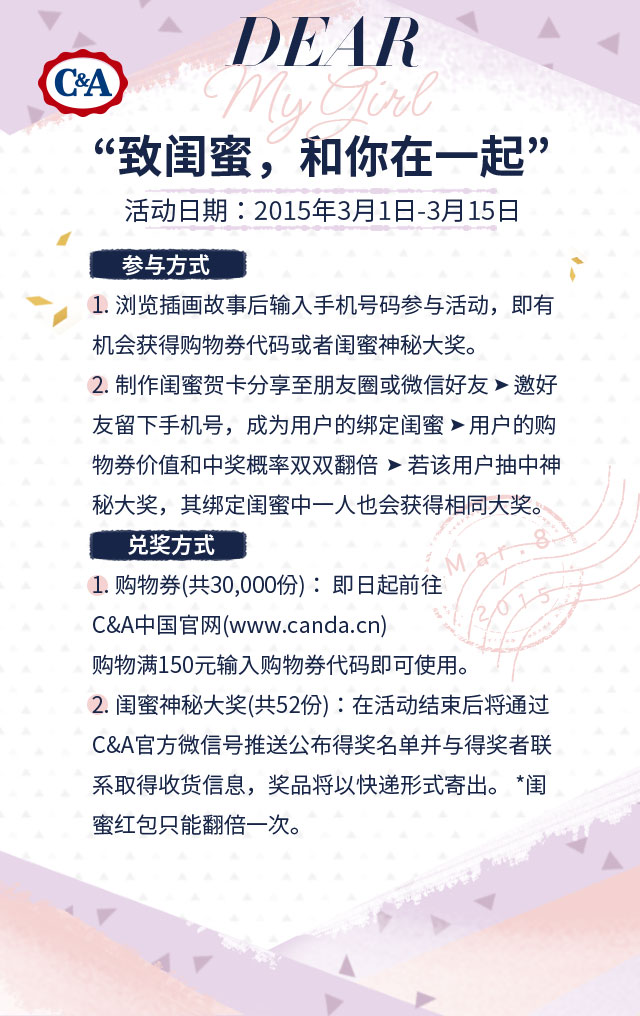 DEAR
My Girl
C&A
“致闺蜜，和你在一起”
活动日期：2015年3月1日-3月15日
参与方式
1. 浏览插画故事后输入手机号码参与活动，即有
机会获得购物券代码或者闺蜜神秘大奖。
2. 制作闺蜜贺卡分享至朋友圈或微信好友➤邀好
友留下手机号，成为用户的绑定闺蜜➤用户的购
物券价值和中奖概率双双翻倍 ➤若该用户抽中神
秘大奖，其绑定闺蜜中一人也会获得相同大奖。
兑奖方式
Mar.8
/
2015
1. 购物券(共30,000份)： 即日起前往
C&A中国官网(www.canda.cn)
购物满150元输入购物券代码即可使用。
2. 闺蜜神秘大奖(共52份)：在活动结束后将通过
C&A官方微信号推送公布得奖名单并与得奖者联
系取得收货信息，奖品将以快递形式寄出。 *闺
蜜红包只能翻倍一次。